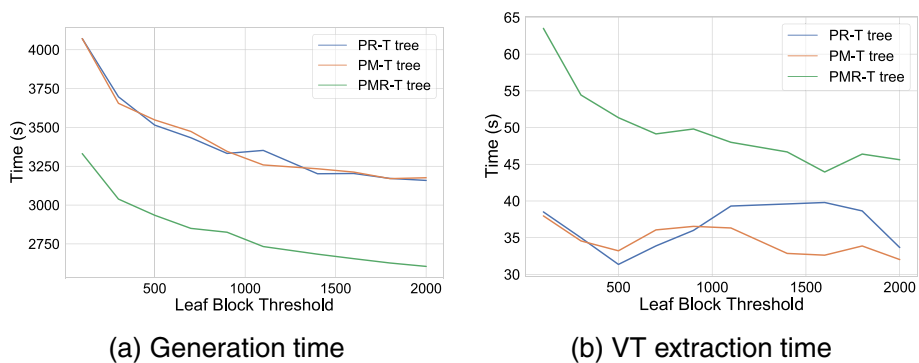 4000
3750
3500
3250
3000
2750
Time (s)
500
1000
1500
2000
Leaf Block Threshold
PR-T tree
PM-T tree
PMR-T tree
(a) Generation time
65
60
55
50
45
40
35
30
Time (s)
500
1000
1500
2000
Leaf Block Threshold
PR-T tree
PM-T tree
PMR-T tree
(b) VT extraction time